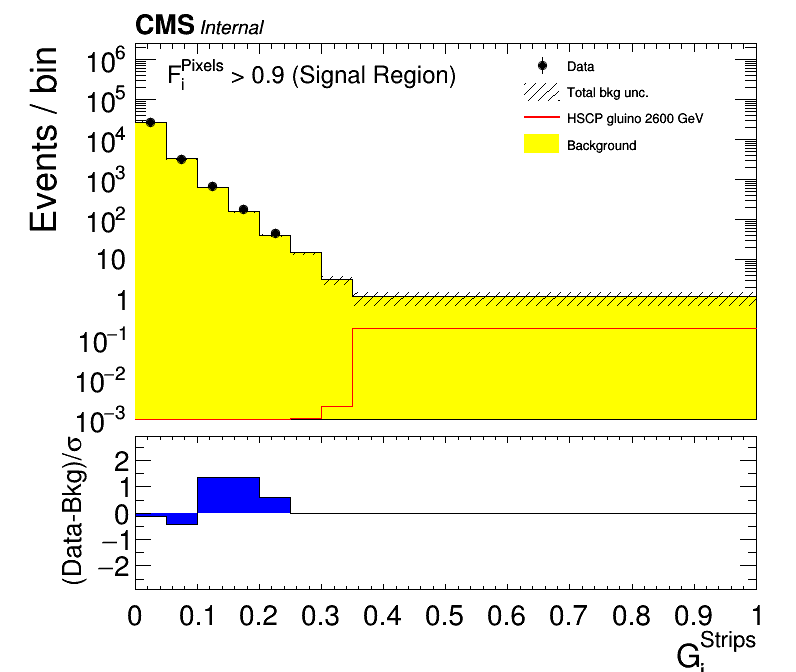 CMS Internal
F_i^Pixels > 0.9 (Signal Region)
Data
Total bkg unc.
HSCP gluino 2600 GeV
Background
Events / bin
10^6
10^5
10^4
10^3
10^2
10
1
10^−1
10^−2
10^−3
(Data-Bkg)/σ
2
1
0
−1
−2
0 0.1 0.2 0.3 0.4 0.5 0.6 0.7 0.8 0.9 1
G_i^Strips